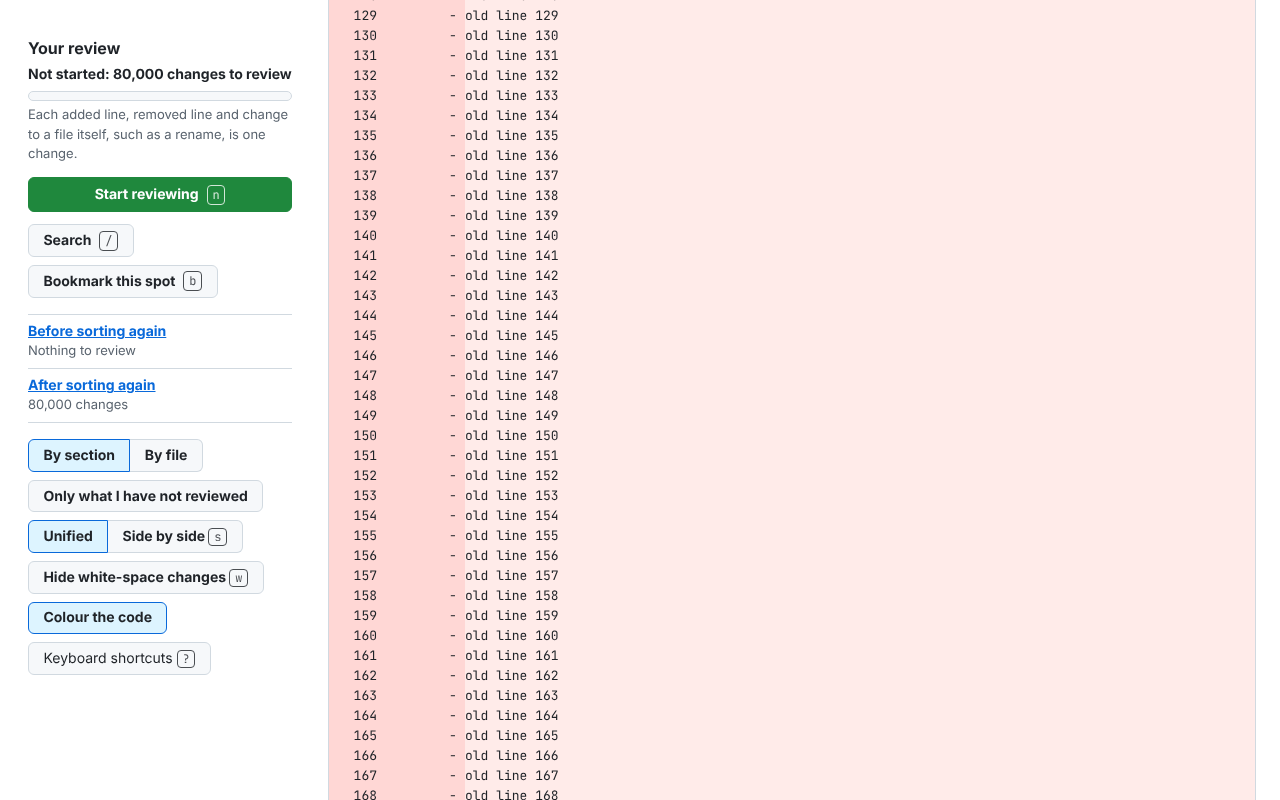 Your review
Not started: 80,000 changes to review
Each added line, removed line and change
to a file itself, such as a rename, is one
change.
Start reviewing n
Search /
Bookmark this spot b
Before sorting again
Nothing to review
After sorting again
80,000 changes
By section By file
Only what I have not reviewed
Unified Side by side s
Hide white-space changes w
Colour the code
Keyboard shortcuts ?
129 - old line 129
130 - old line 130
131 - old line 131
132 - old line 132
133 - old line 133
134 - old line 134
135 - old line 135
136 - old line 136
137 - old line 137
138 - old line 138
139 - old line 139
140 - old line 140
141 - old line 141
142 - old line 142
143 - old line 143
144 - old line 144
145 - old line 145
146 - old line 146
147 - old line 147
148 - old line 148
149 - old line 149
150 - old line 150
151 - old line 151
152 - old line 152
153 - old line 153
154 - old line 154
155 - old line 155
156 - old line 156
157 - old line 157
158 - old line 158
159 - old line 159
160 - old line 160
161 - old line 161
162 - old line 162
163 - old line 163
164 - old line 164
165 - old line 165
166 - old line 166
167 - old line 167
168 - old line 168